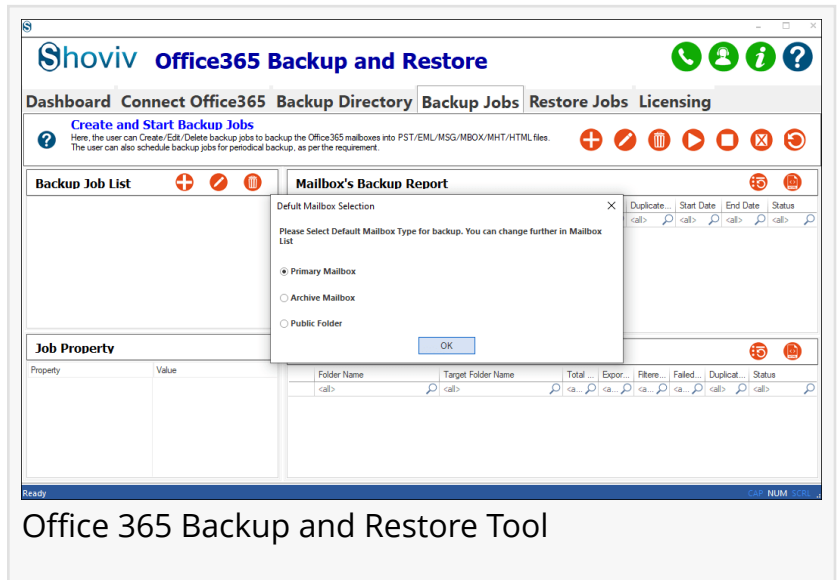 S
Shoviv Office365 Backup and Restore
Dashboard Connect Office365 Backup Directory Backup Jobs Restore Jobs Licensing
Create and Start Backup Jobs
Here, the user can Create/Edit/Delete backup jobs to backup the Office365 mailboxes into PST/EML/MSG/MBOX/MHT/HTML files.
The user can also schedule backup jobs for periodical backup, as per the requirement.
Backup Job List Mailbox's Backup Report
Duplicate... Start Date End Date Status
<all> <all> <all> <all>
Defult Mailbox Selection
Please Select Default Mailbox Type for backup. You can change further in Mailbox
List
Primary Mailbox
Archive Mailbox
Public Folder
OK
Job Property
Property Value
Folder Name Target Folder Name Total ... Expor... Filtere... Failed... Duplicat... Status
<all> <all> <a... <a... <a... <a... <all> <all>
Ready CAP NUM SCRL
Office 365 Backup and Restore Tool